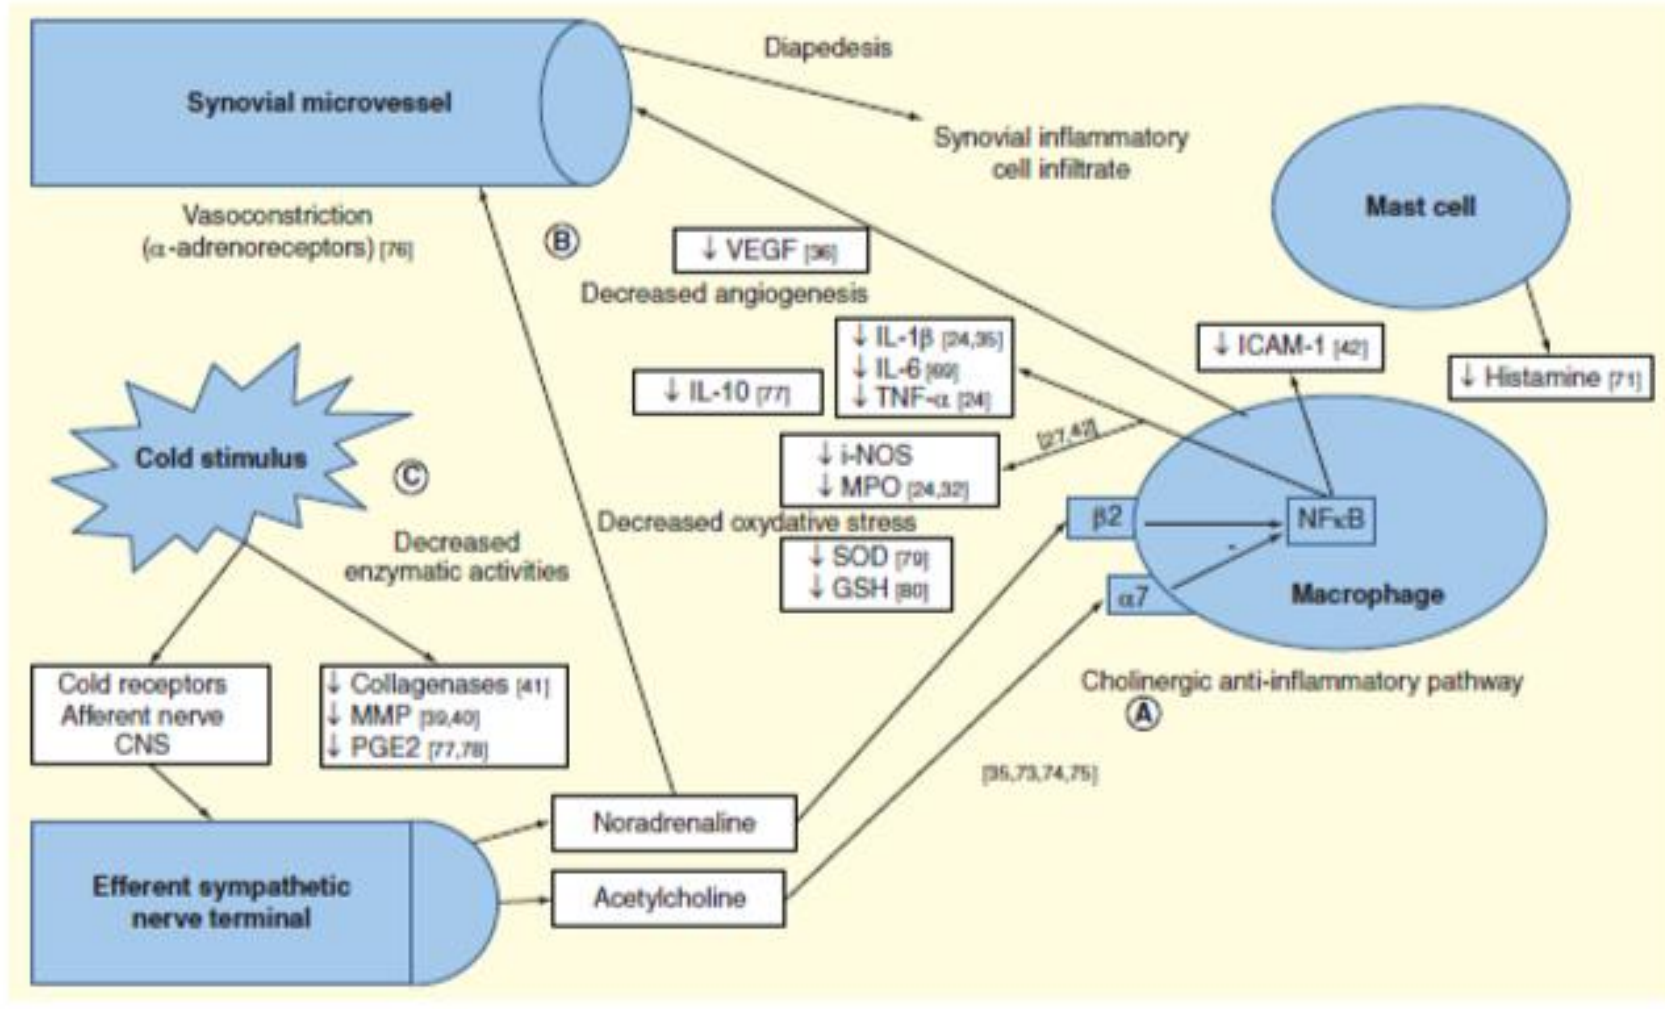 Diapedesis
Synovial microvessel
Synovial inflammatory
cell infiltrate
Mast cell
Vasoconstriction
(α-adrenoreceptors) [76]
B
↓ VEGF [36]
Decreased angiogenesis
↓ IL-1β [24,35]
↓ IL-6 [69]
↓ TNF-α [24]
↓ IL-10 [77]
↓ ICAM-1 [42]
↓ Histamine [71]
Cold stimulus
C
[27,42]
↓ i-NOS
↓ MPO [24,32]
Decreased oxydative stress
↓ SOD [79]
↓ GSH [80]
β2
NFκB
-
α7
Macrophage
Decreased
enzymatic activities
Cold receptors
Afferent nerve
CNS
↓ Collagenases [41]
↓ MMP [39,40]
↓ PGE2 [77,78]
Cholinergic anti-inflammatory pathway
A
[35,73,74,75]
Noradrenaline
Acetylcholine
Efferent sympathetic
nerve terminal